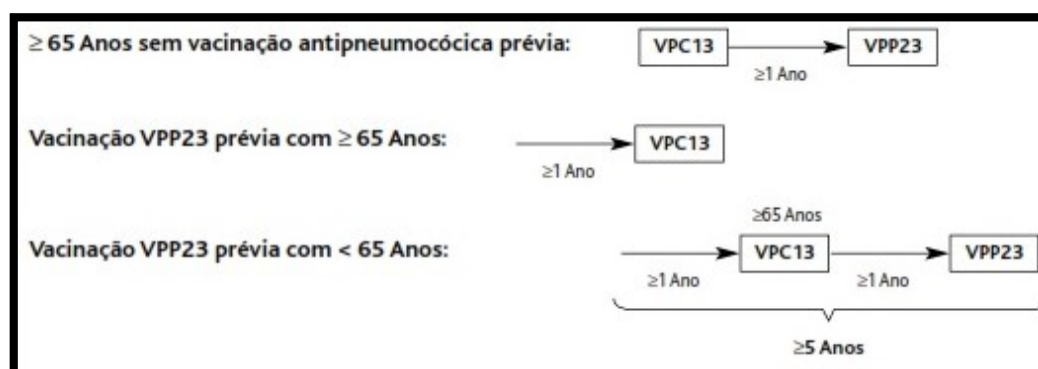 ≥ 65 Anos sem vacinação antipneumocócica prévia: VPC13 VPP23
≥1 Ano
Vacinação VPP23 prévia com ≥ 65 Anos: VPC13
≥1 Ano
≥65 Anos
Vacinação VPP23 prévia com < 65 Anos: VPC13 VPP23
≥1 Ano ≥1 Ano
≥5 Anos